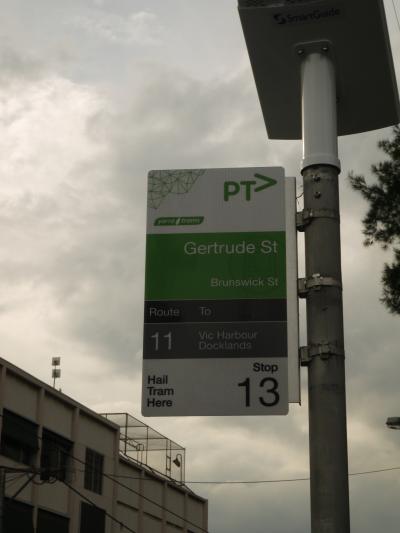 SmartGuide
PT>
yarra trams
Gertrude St
Brunswick St
Route To
11 Vic Harbour
Docklands
Hail
Tram
Here
Stop
13